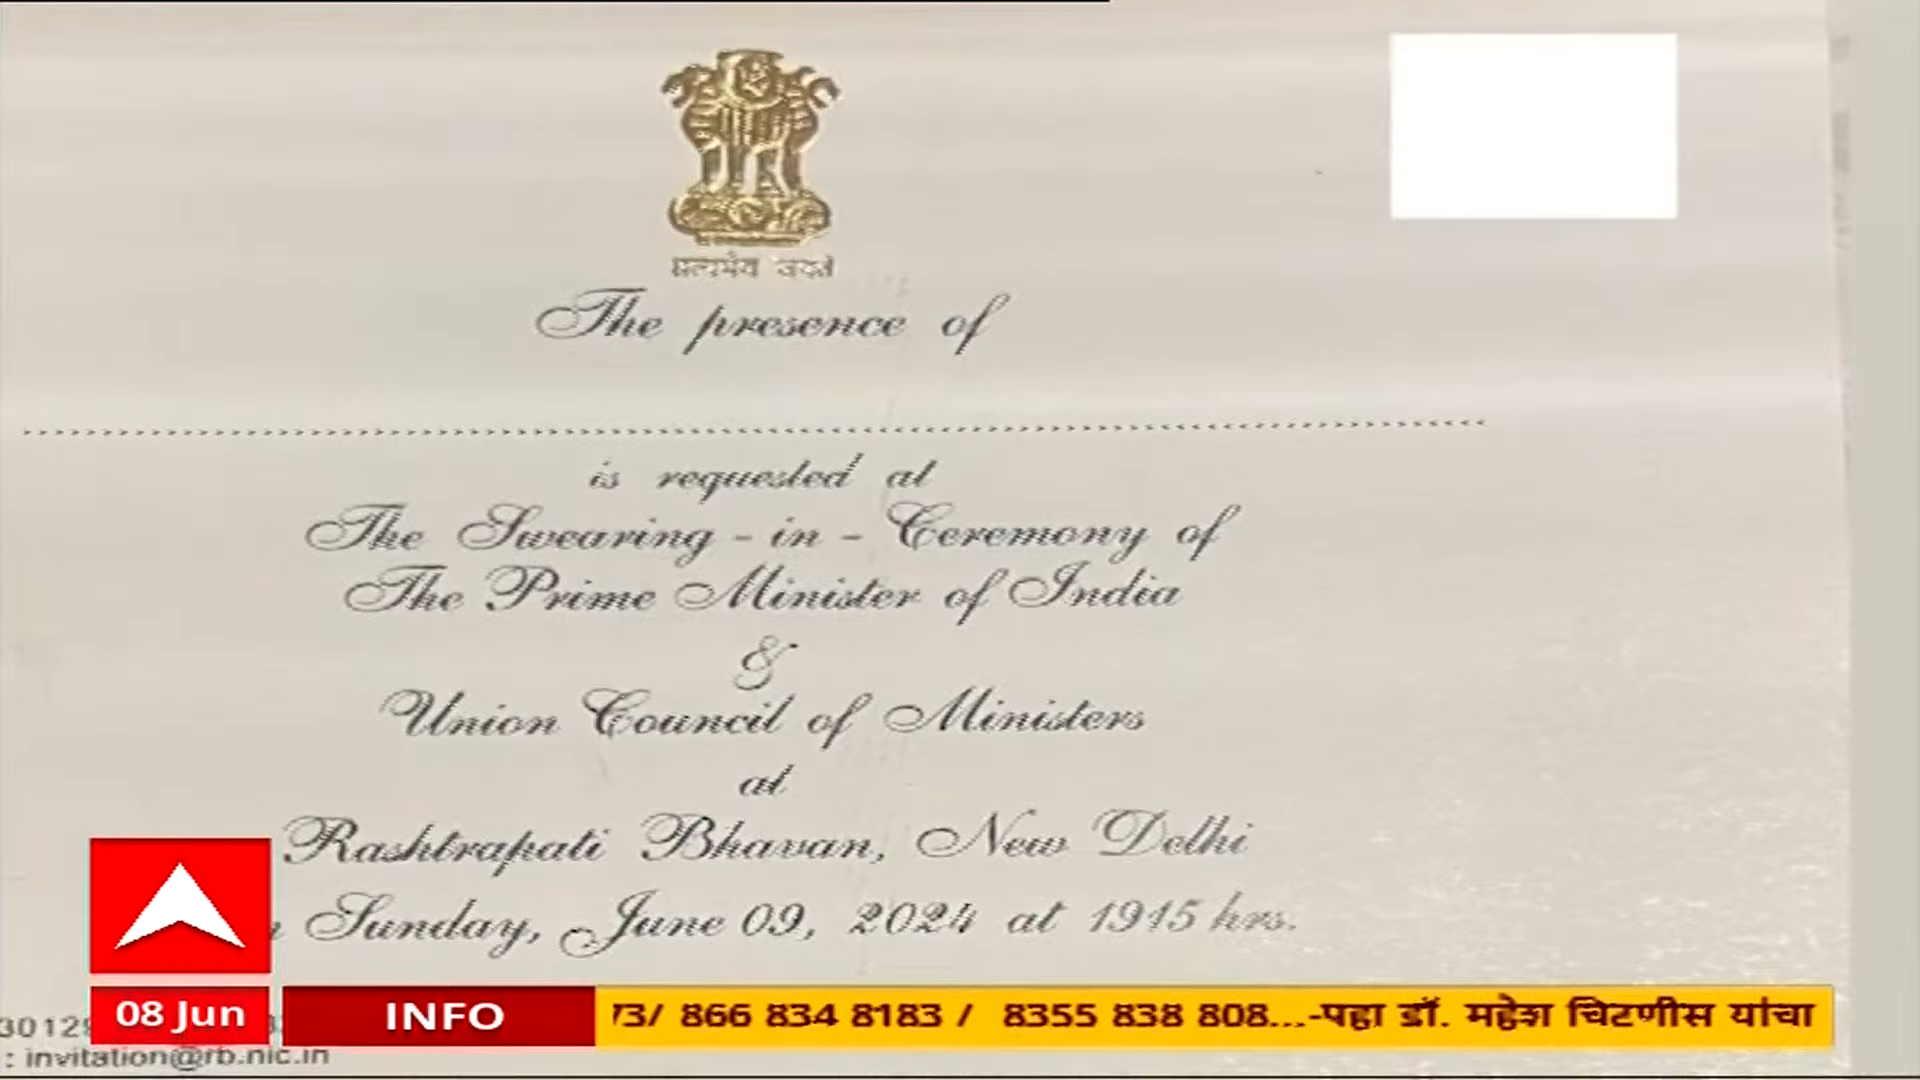 सत्यमेव जयते
The presence of
is requested at
The Swearing - in - Ceremony of
The Prime Minister of India
&
Union Council of Ministers
at
Rashtrapati Bhavan, New Delhi
Sunday, June 09, 2024 at 1915 hrs.
08 Jun
INFO
73/ 866 834 8183 / 8355 838 808...-पहा डॉ. महेश चिटणीस यांचा
: invitation@rb.nic.in